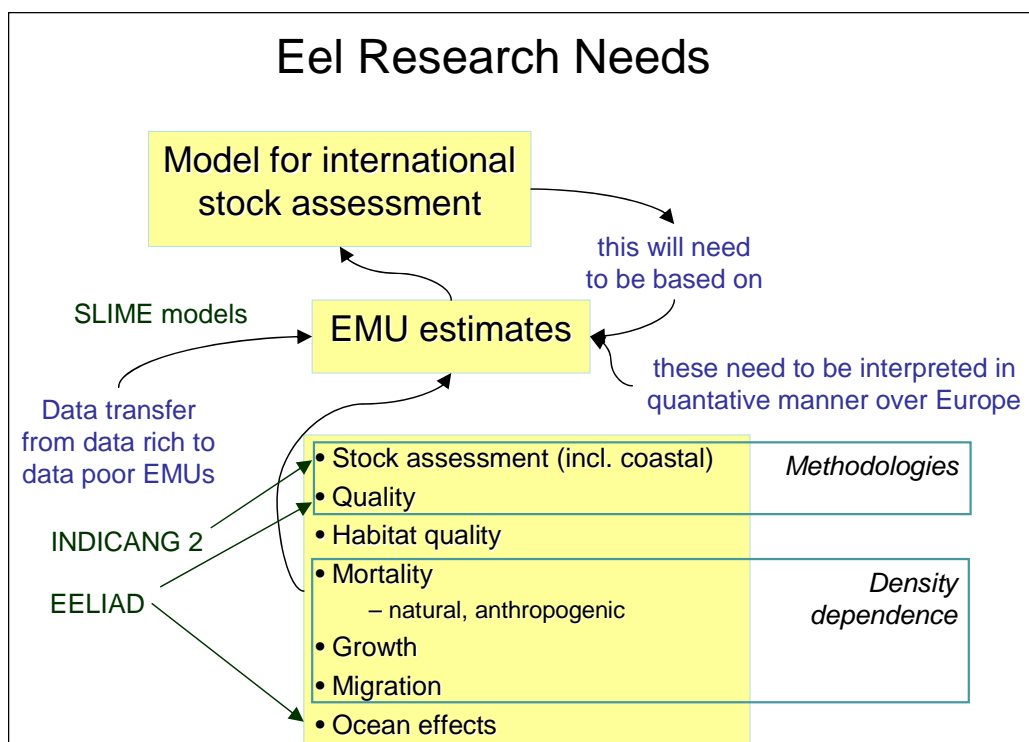 Eel Research Needs
Model for international
stock assessment
this will need
to be based on
SLIME models
EMU estimates
these need to be interpreted in
quantative manner over Europe
Data transfer
from data rich to
data poor EMUs
• Stock assessment (incl. coastal)
Methodologies
• Quality
INDICANG 2
• Habitat quality
EELIAD
• Mortality
– natural, anthropogenic
Density
dependence
• Growth
• Migration
• Ocean effects